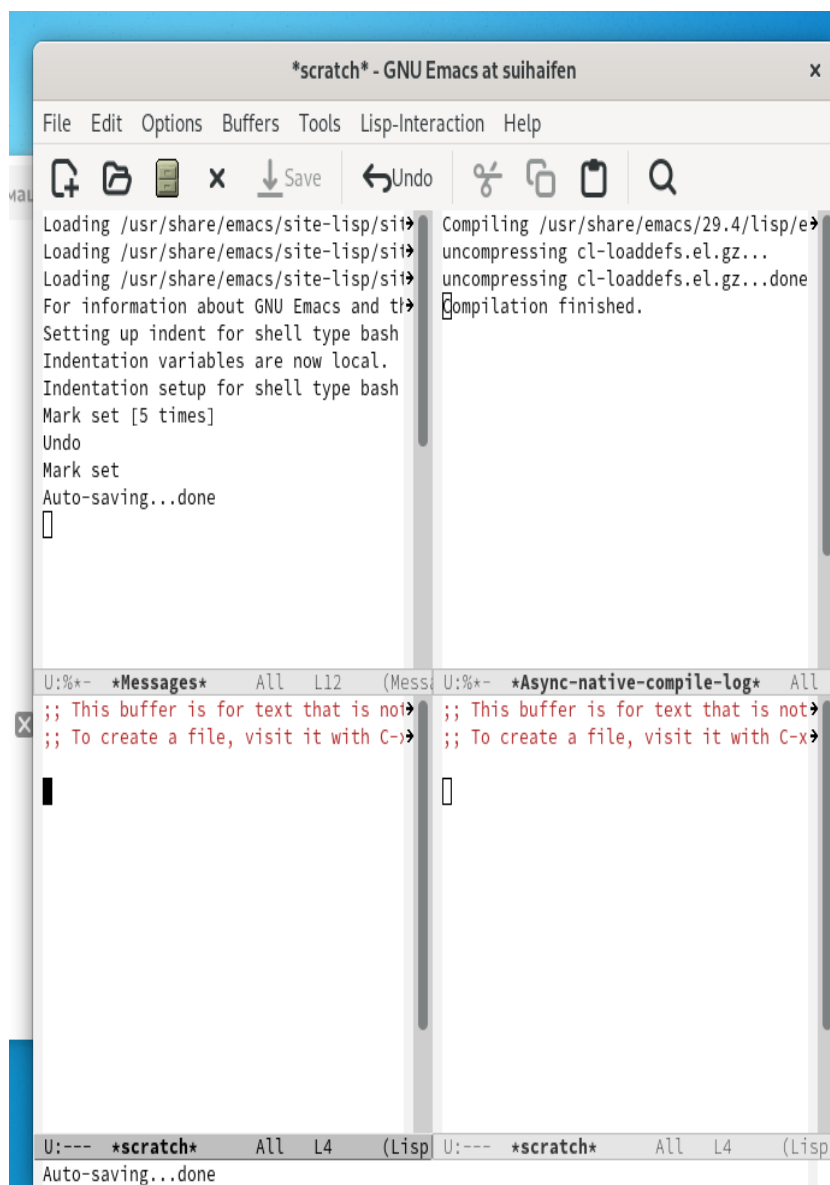 *scratch* - GNU Emacs at suihaifen
File Edit Options Buffers Tools Lisp-Interaction Help
Save Undo
Loading /usr/share/emacs/site-lisp/sit
Loading /usr/share/emacs/site-lisp/sit
Loading /usr/share/emacs/site-lisp/sit
For information about GNU Emacs and th
Setting up indent for shell type bash
Indentation variables are now local.
Indentation setup for shell type bash
Mark set [5 times]
Undo
Mark set
Auto-saving...done
U:%*- *Messages* All L12 (Messa
Compiling /usr/share/emacs/29.4/lisp/e
uncompressing cl-loaddefs.el.gz...
uncompressing cl-loaddefs.el.gz...done
Compilation finished.
U:%*- *Async-native-compile-log* All
;; This buffer is for text that is not
;; To create a file, visit it with C-x
U:--- *scratch* All L4 (Lisp
;; This buffer is for text that is not
;; To create a file, visit it with C-x
U:--- *scratch* All L4 (Lisp
Auto-saving...done